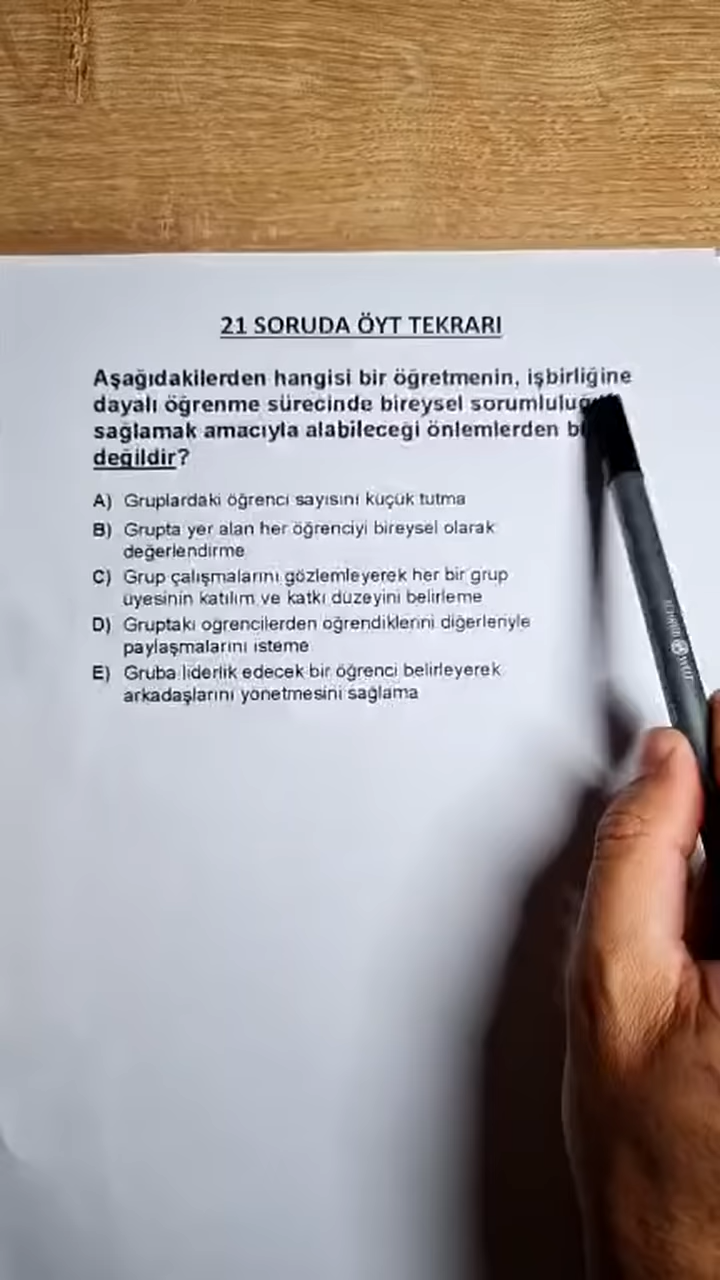 21 SORUDA ÖYT TEKRARI
Aşağıdakilerden hangisi bir öğretmenin, işbirliğine
dayalı öğrenme sürecinde bireysel
sağlamak amacıyla alabileceği önlemlerden
değildir?
A) Gruplardaki öğrenci sayısını küçük tutma
B) Grupta yer alan her öğrenciyi bireysel olarak
değerlendirme
C) Grup çalışmalarını gözlemleyerek her bir grup
üyesinin katılım ve katkı düzeyini belirleme
D) Gruptaki öğrencilerden öğrendiklerini diğerleriyle
paylaşmalarını isteme
E) Gruba liderlik edecek bir öğrenci belirleyerek
arkadaşlarını yönetmesini sağlama